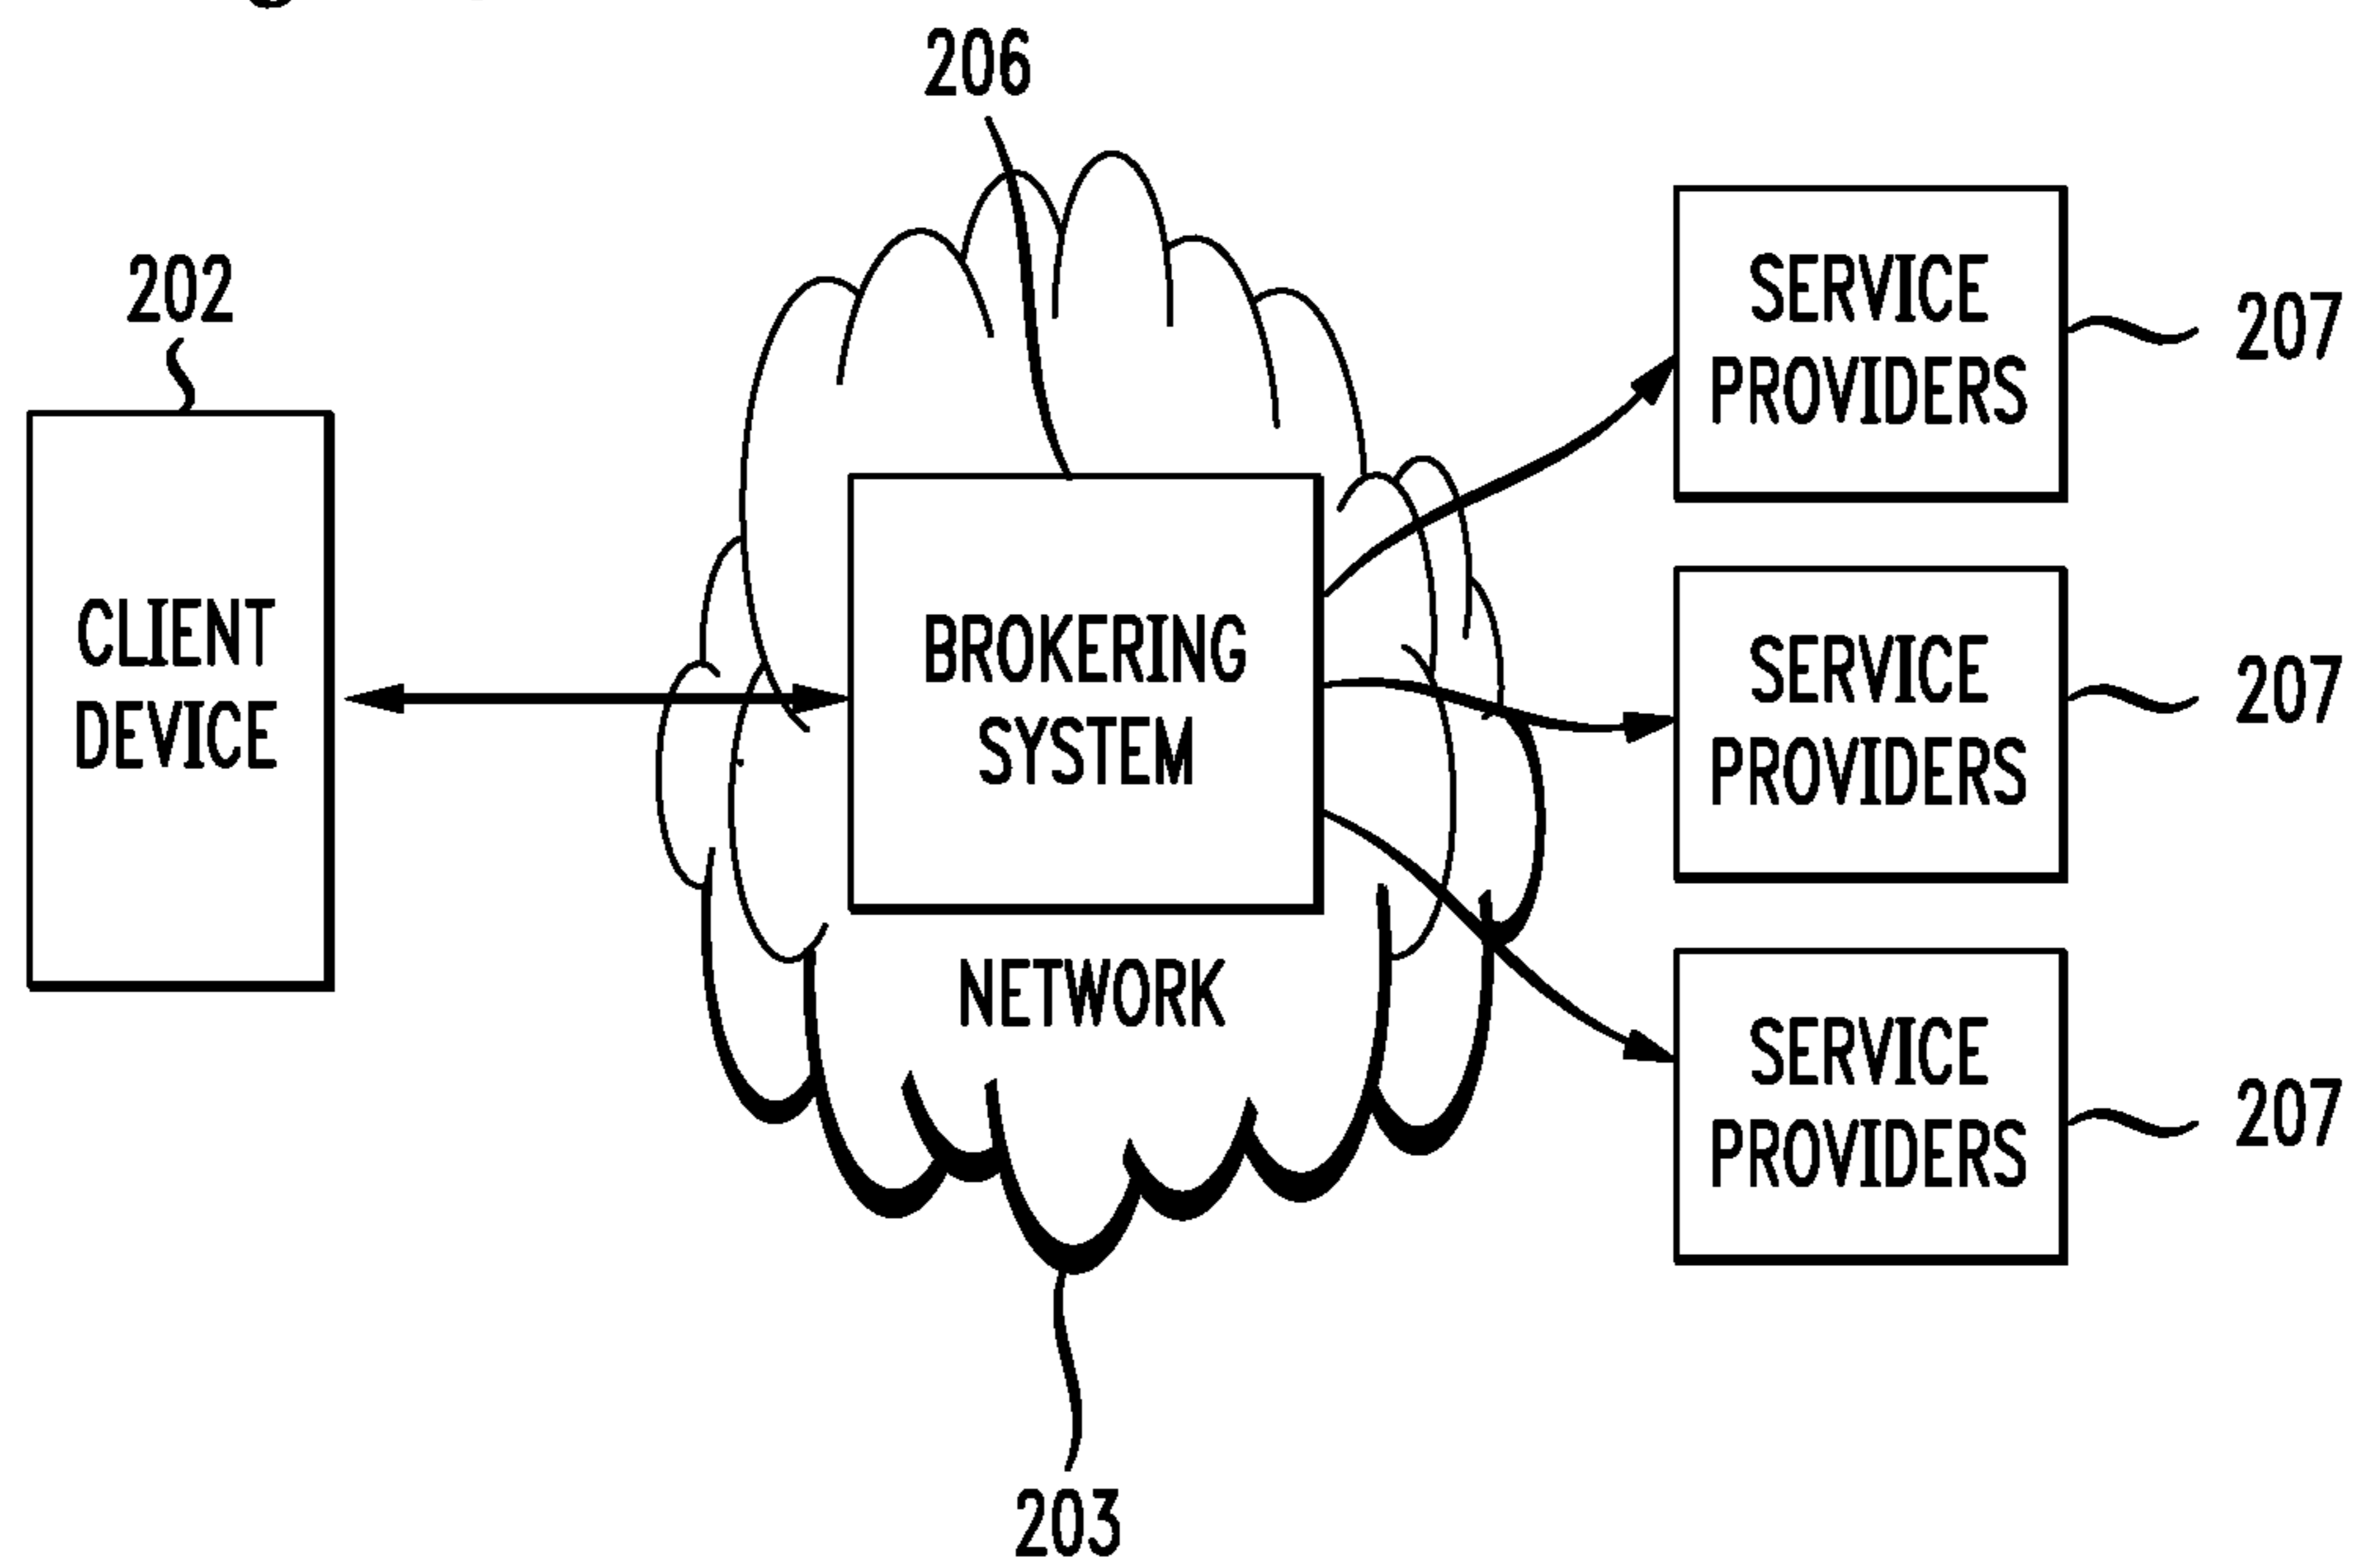 206
202
CLIENT
DEVICE
BROKERING
SYSTEM
NETWORK
203
SERVICE
PROVIDERS
207
SERVICE
PROVIDERS
207
SERVICE
PROVIDERS
207